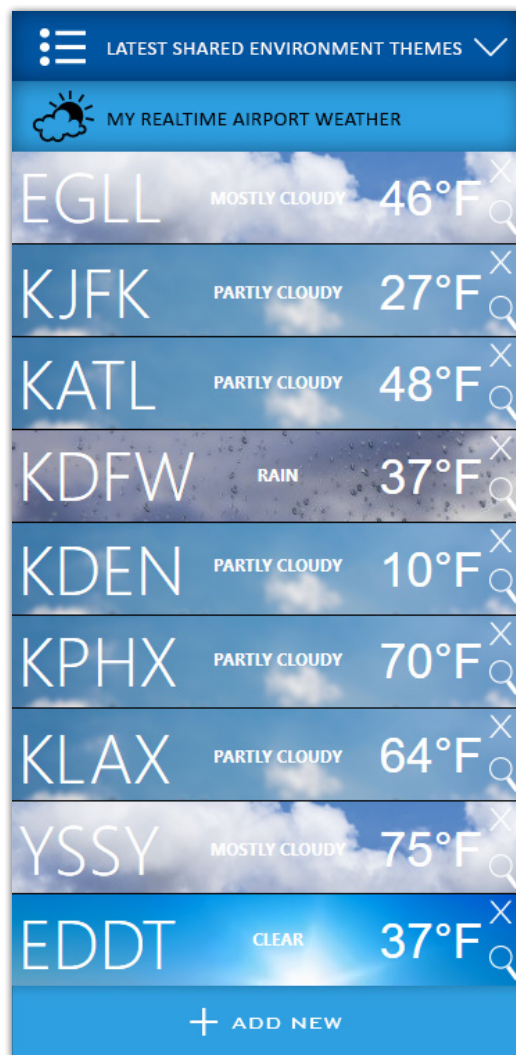 LATEST SHARED ENVIRONMENT THEMES
MY REALTIME AIRPORT WEATHER
EGLL MOSTLY CLOUDY 46°F
KJFK PARTLY CLOUDY 27°F
KATL PARTLY CLOUDY 48°F
KDFW RAIN 37°F
KDEN PARTLY CLOUDY 10°F
KPHX PARTLY CLOUDY 70°F
KLAX PARTLY CLOUDY 64°F
YSSY MOSTLY CLOUDY 75°F
EDDT CLEAR 37°F
+ ADD NEW